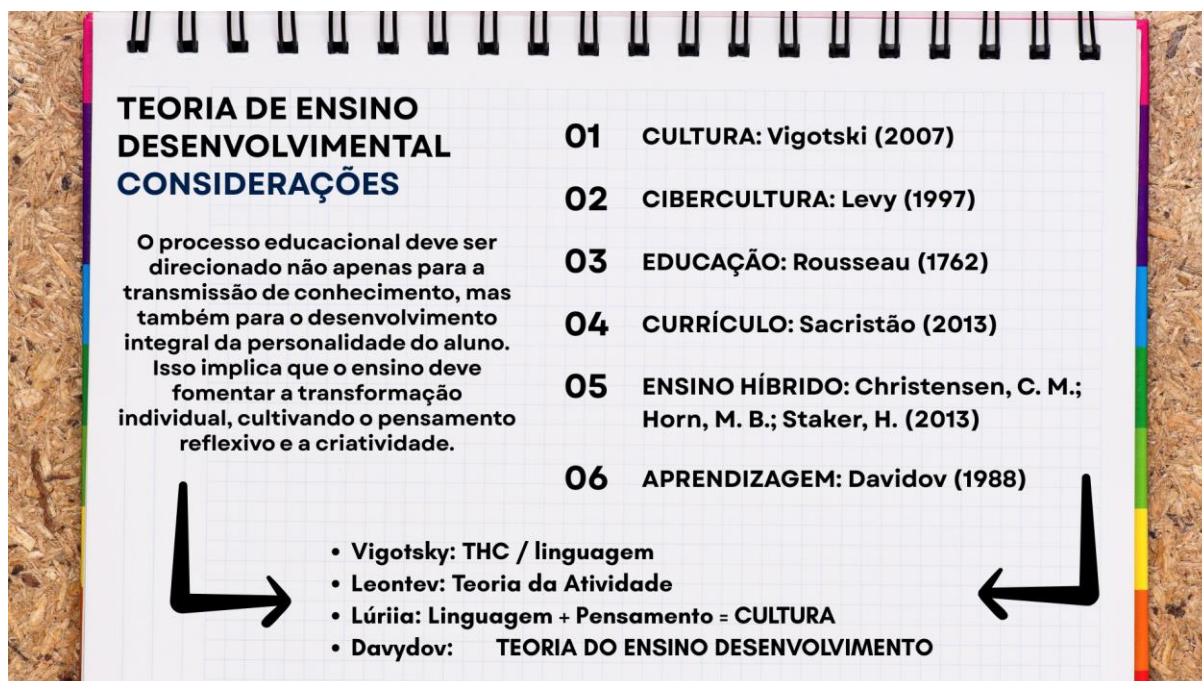 TEORIA DE ENSINO
DESENVOLVIMENTAL
CONSIDERAÇÕES
O processo educacional deve ser
direcionado não apenas para a
transmissão de conhecimento, mas
também para o desenvolvimento
integral da personalidade do aluno.
Isso implica que o ensino deve
fomentar a transformação
individual, cultivando o pensamento
reflexivo e a criatividade.
01 CULTURA: Vigotski (2007)
02 CIBERCULTURA: Levy (1997)
03 EDUCAÇÃO: Rousseau (1762)
04 CURRÍCULO: Sacristão (2013)
05 ENSINO HÍBRIDO: Christensen, C. M.;
Horn, M. B.; Staker, H. (2013)
06 APRENDIZAGEM: Davidov (1988)
• Vigotsky: THC / linguagem
• Leontev: Teoria da Atividade
• Lúriia: Linguagem + Pensamento = CULTURA
• Davydov: TEORIA DO ENSINO DESENVOLVIMENTO